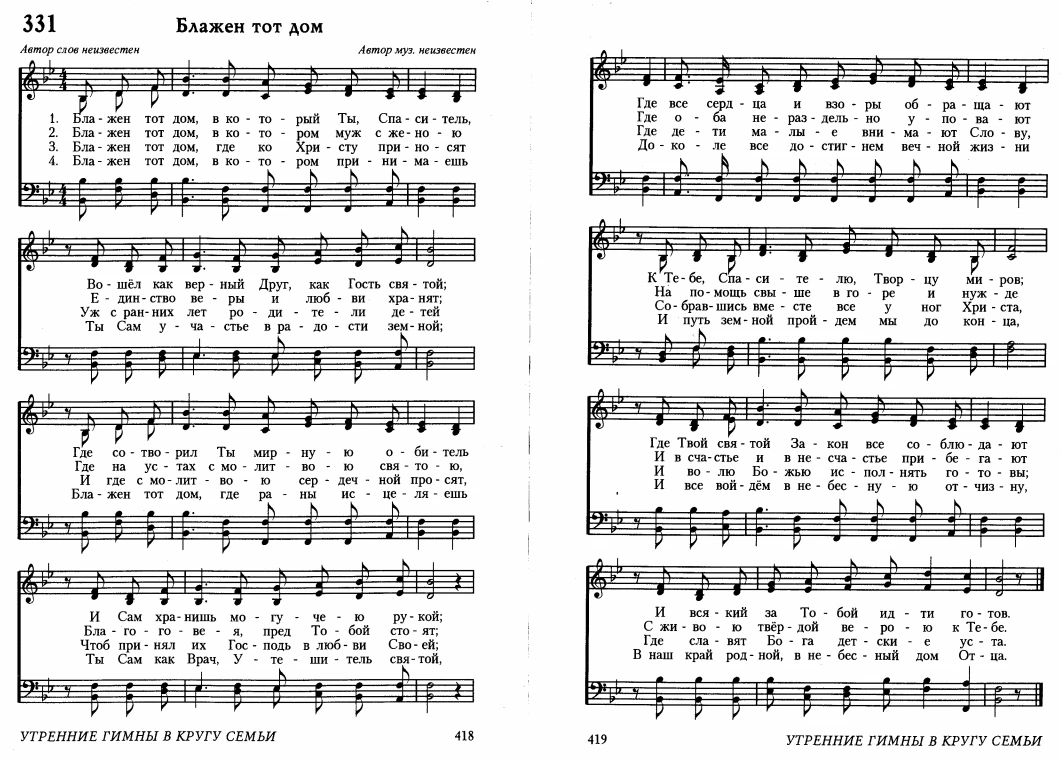 331
Блажен тот дом
Автор слов неизвестен
Автор муз. неизвестен
1. Бла - жен тот дом, в ко - то - рый Ты, Спа - си - тель,
2. Бла - жен тот дом, в ко - то - ром муж с же - но - ю
3. Бла - жен тот дом, где ко Хри - сту при - но - сят
4. Бла - жен тот дом, в ко - то - ром при - ни - ма - ешь
Во - шёл как вер - ный Друг, как Гость свя - той;
Е - дин - ство ве - ры и люб - ви хра - нят;
Уж с ран - них лет ро - ди - те - ли де - тей
Ты Сам у - ча - стье в ра - до - сти зем - ной;
Где со - тво - рил Ты мир - ну - ю о - би - тель
Где на ус - тах с мо - лит - во - ю свя - то - ю,
И где с мо - лит - во - ю сер - деч - ной про - сят,
Бла - жен тот дом, где ра - ны ис - це - ля - ешь
И Сам хра - нишь мо - гу - че - ю ру - кой;
Бла - го - го - ве - я, пред То - бой сто - ят;
Чтоб при - нял их Гос - подь в люб - ви Сво - ей;
Ты Сам как Врач, У - те - ши - тель свя - той,
УТРЕННИЕ ГИМНЫ В КРУГУ СЕМЬИ
418
Где все серд - ца и взо - ры об - ра - ща - ют
Где о - ба не - раз - дель - но у - по - ва - ют
Где де - ти ма - лы - е вни - ма - ют Сло - ву,
До - ко - ле все до - стиг - нем веч - ной жиз - ни
К Те - бе, Спа - си - те - лю, Твор - цу ми - ров;
На по - мощь свы - ше в го - ре и нуж - де
Со - брав - шись вме - сте все у ног Хри - ста,
И путь зем - ной прой - дем мы до кон - ца,
Где Твой свя - той За - кон все со - блю - да - ют
И в сча - стье и в не - сча - стье при - бе - га - ют
И во - лю Бо - жью ис - пол - нять го - то - вы;
И все вой - дём в не - бес - ну - ю от - чиз - ну,
И вся - кий за То - бой ид - ти го - тов.
С жи - во - ю твёр - дой ве - ро - ю к Те - бе.
Где сла - вят Бо - га дет - ски - е ус - та.
В наш край род - ной, в не - бес - ный дом От - ца.
419
УТРЕННИЕ ГИМНЫ В КРУГУ СЕМЬИ